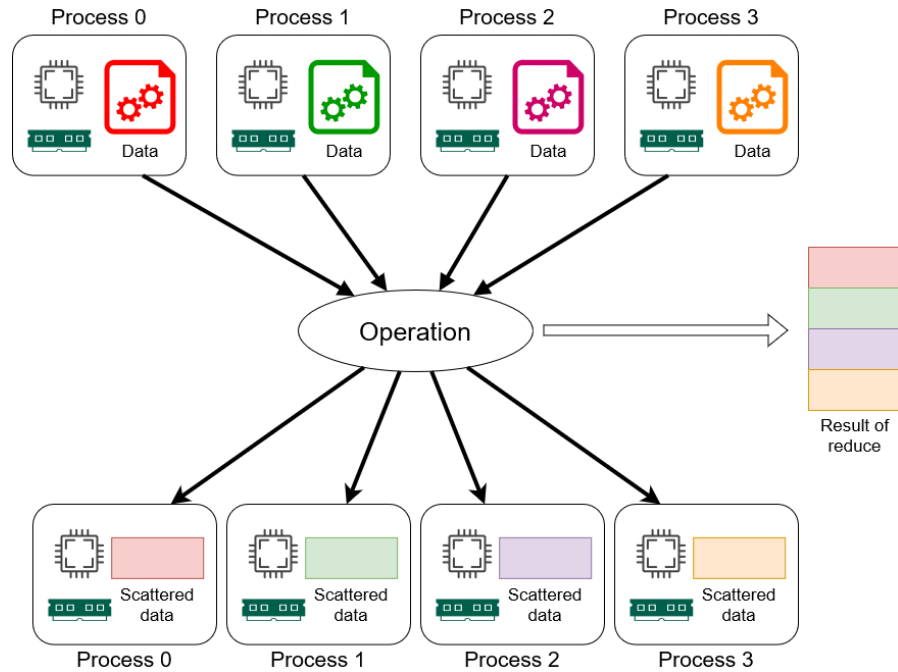 Process 0
Process 1
Process 2
Process 3
Data
Data
Data
Data
Operation
Result of
reduce
Scattered
data
Scattered
data
Scattered
data
Scattered
data
Process 0
Process 1
Process 2
Process 3